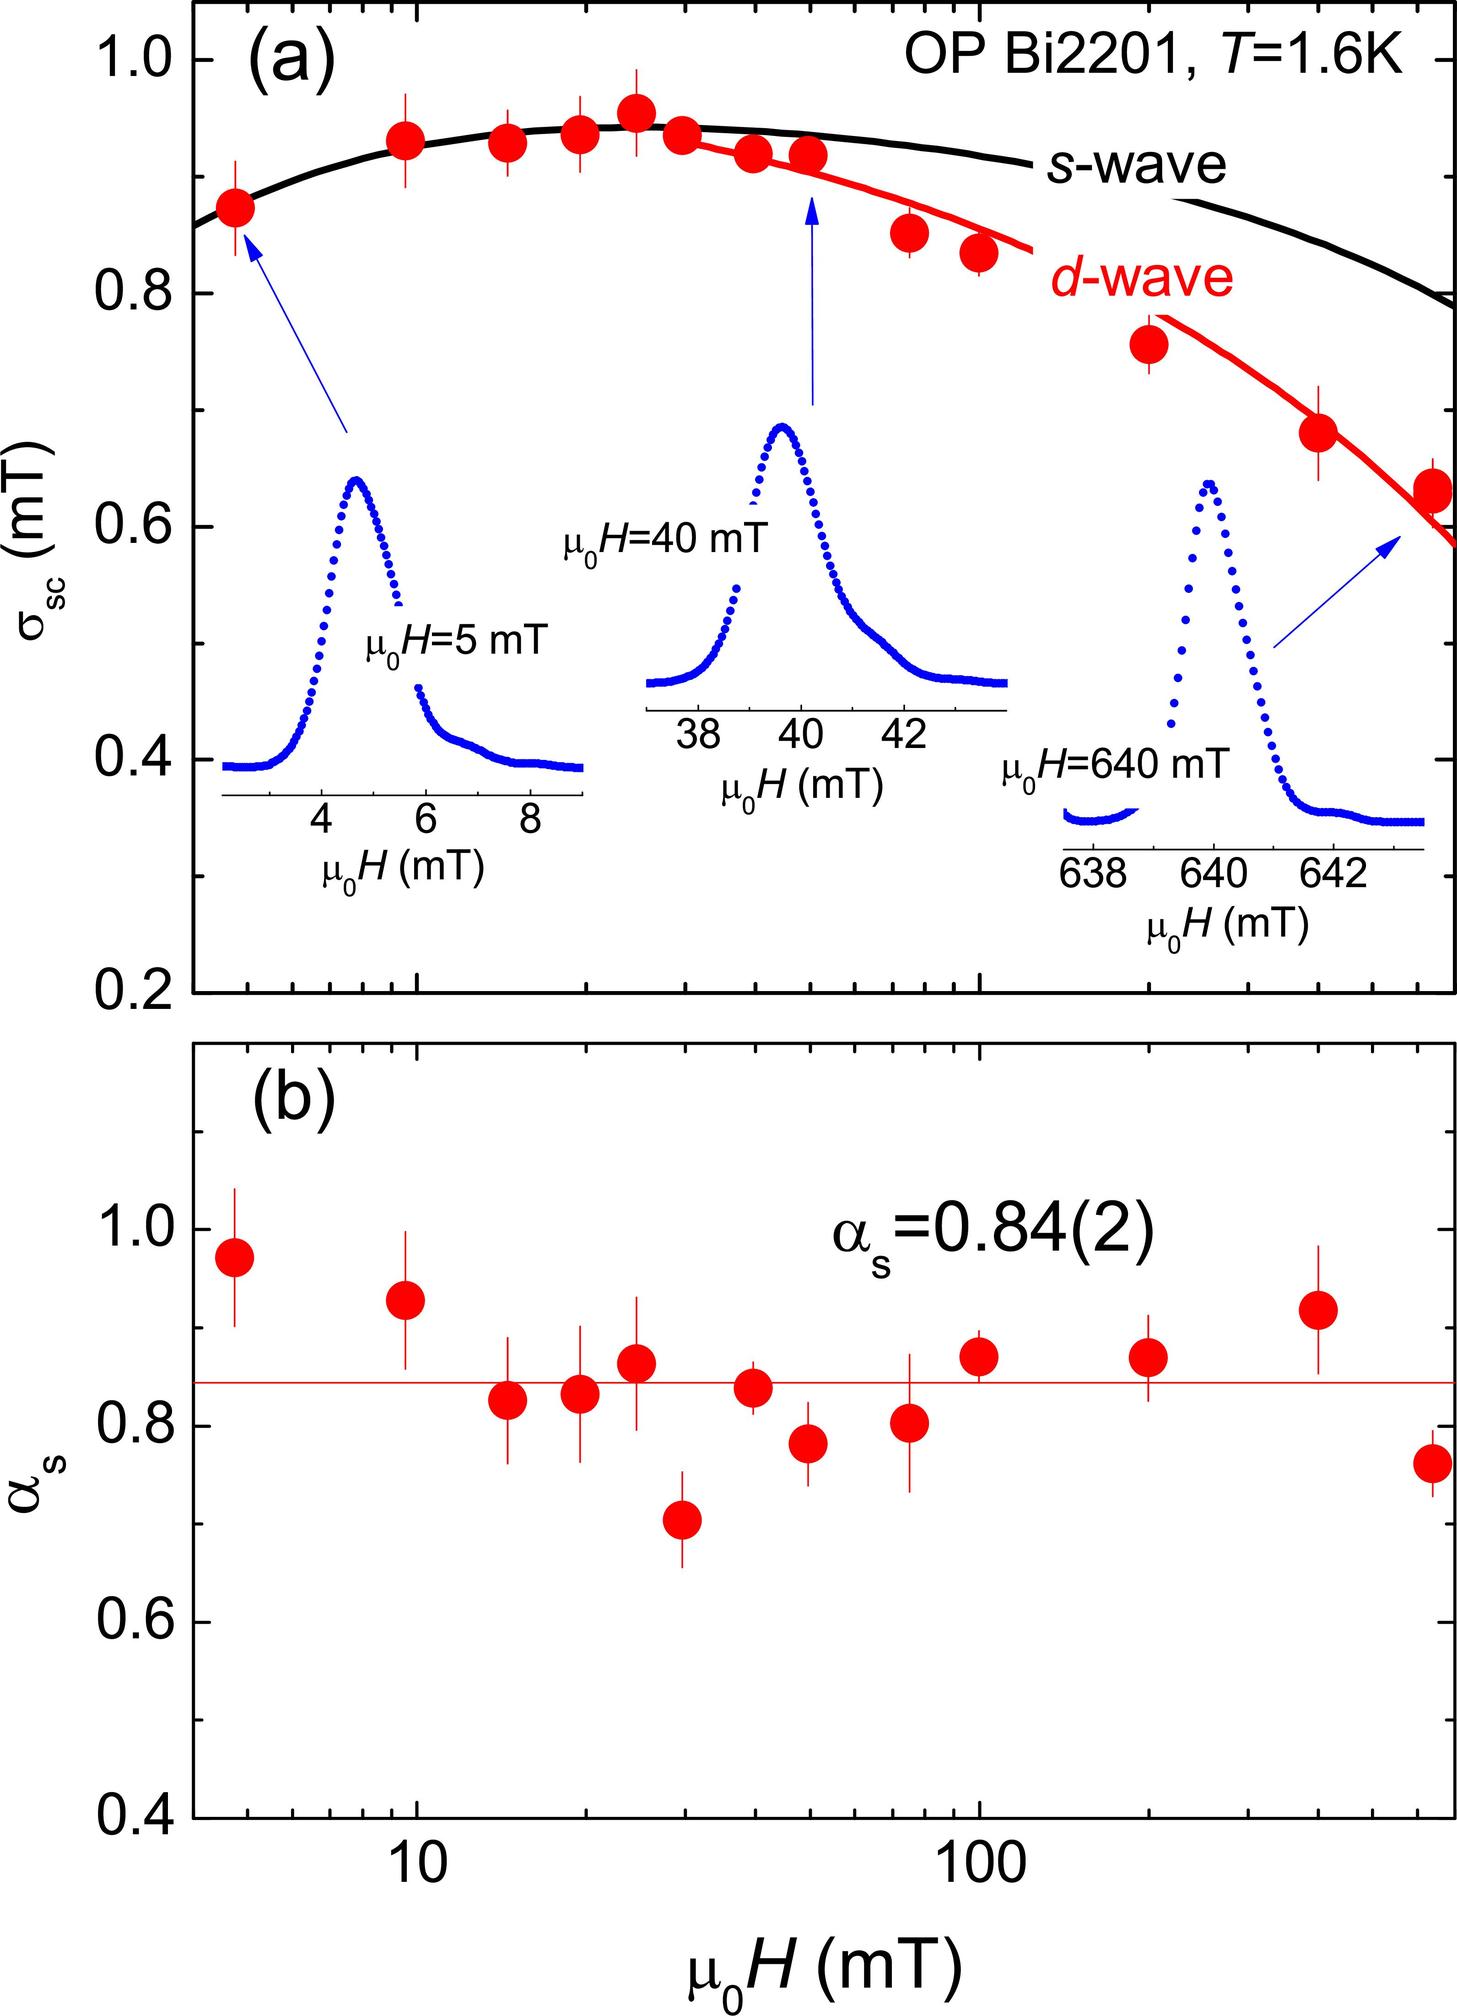 (a)
OP Bi2201, T=1.6K
1.0
0.8
0.6
0.4
0.2
σsc (mT)
s-wave
d-wave
μ0H=5 mT
4 6 8
μ0H (mT)
μ0H=40 mT
38 40 42
μ0H (mT)
μ0H=640 mT
638 640 642
μ0H (mT)
(b)
αs=0.84(2)
1.0
0.8
0.6
0.4
αs
10 100
μ0H (mT)